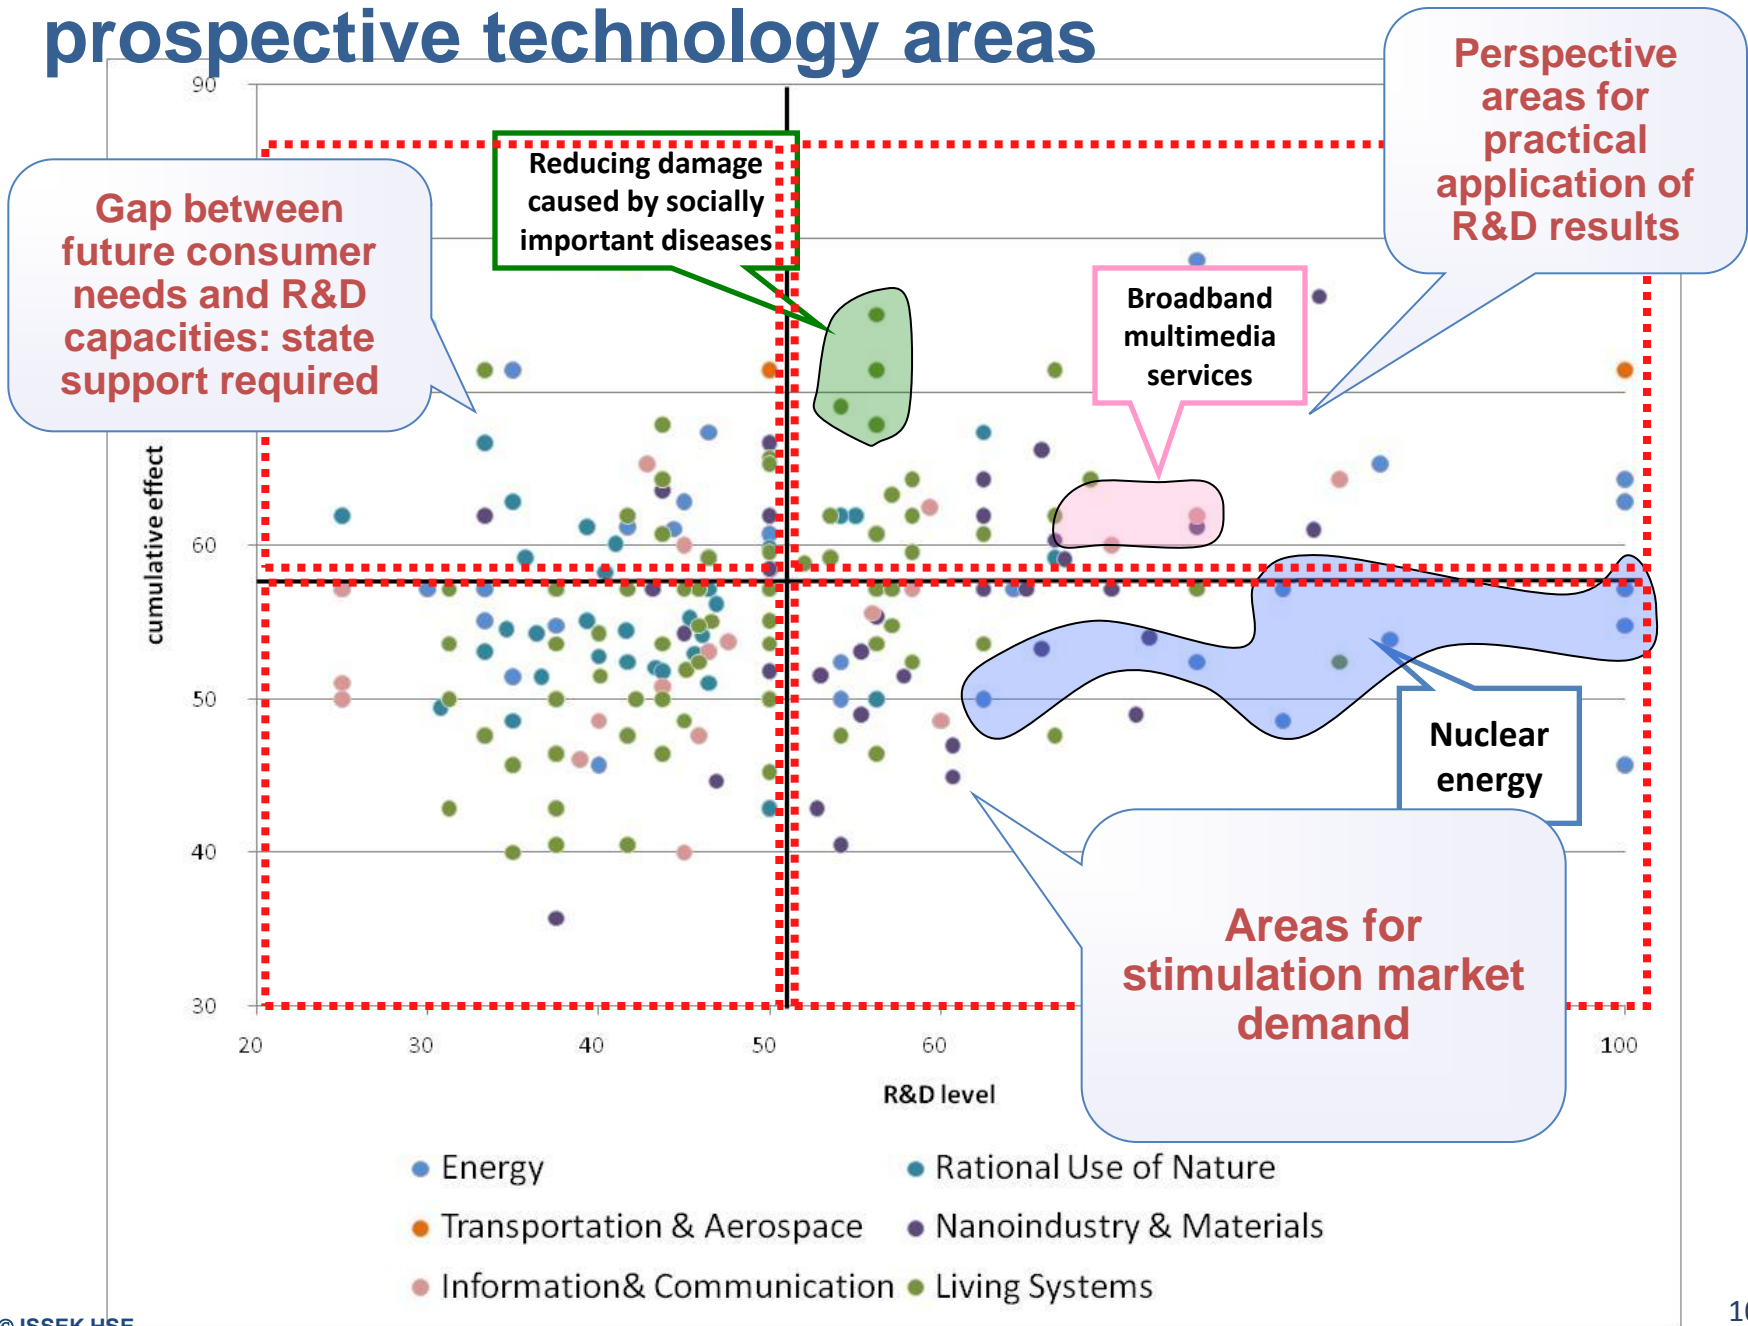 prospective technology areas
Perspective
areas for
practical
application of
R&D results
90
Reducing damage
caused by socially
important diseases
Gap between
future consumer
needs and R&D
capacities: state
support required
Broadband
multimedia
services
cumulative effect
60
50
40
30
Nuclear
energy
Areas for
stimulation market
demand
20 30 40 50 60 100
R&D level
Energy
Rational Use of Nature
Transportation & Aerospace
Nanoindustry & Materials
Information& Communication
Living Systems
© ISSEK HSE